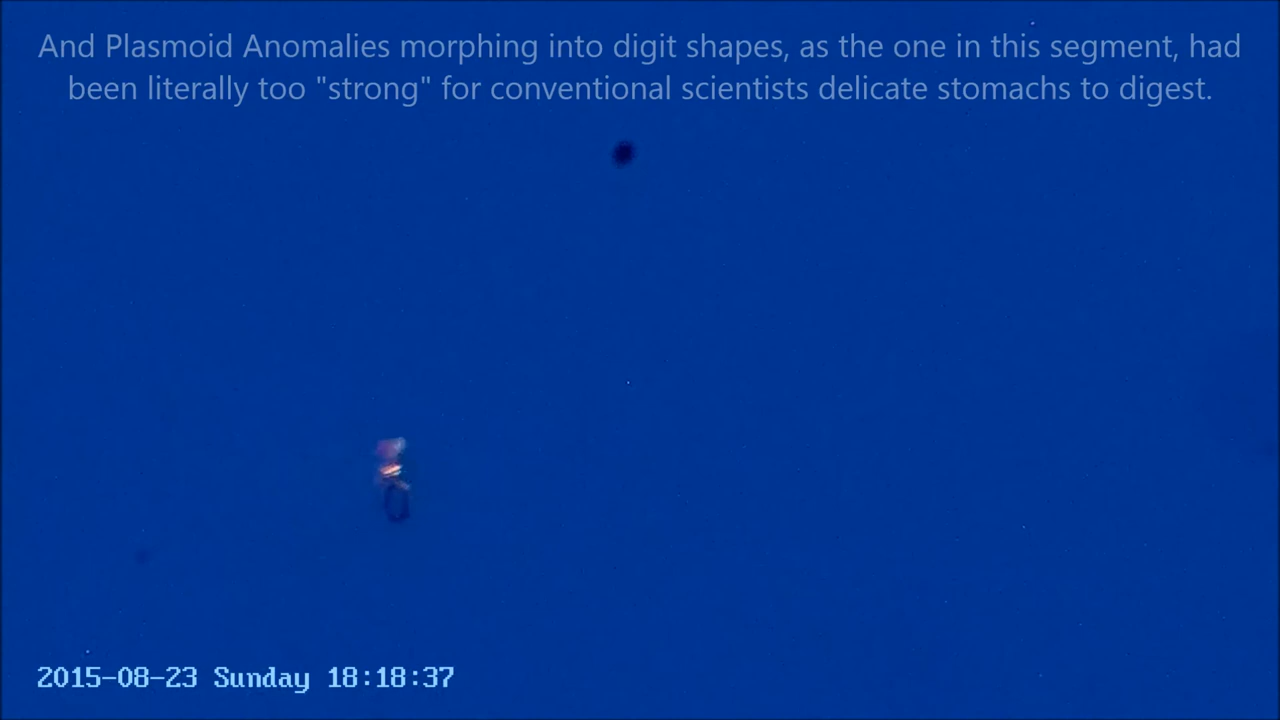 And Plasmoid Anomalies morphing into digit shapes, as the one in this segment, had
been literally too "strong" for conventional scientists delicate stomachs to digest.
2015-08-23 Sunday 18:18:37